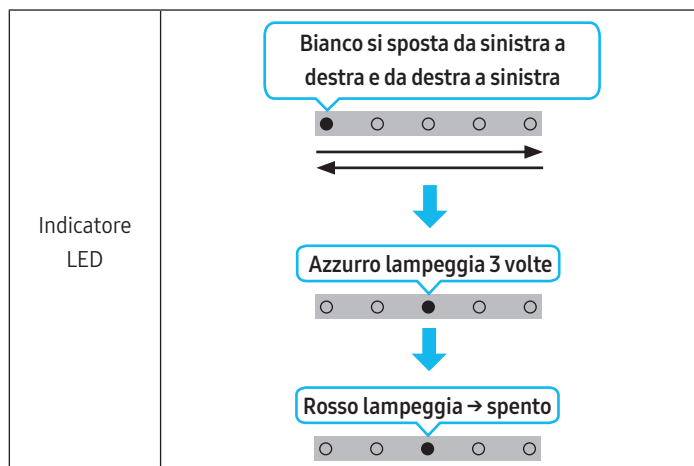 Bianco si sposta da sinistra a
destra e da destra a sinistra
Indicatore
LED
Azzurro lampeggia 3 volte
Rosso lampeggia → spento